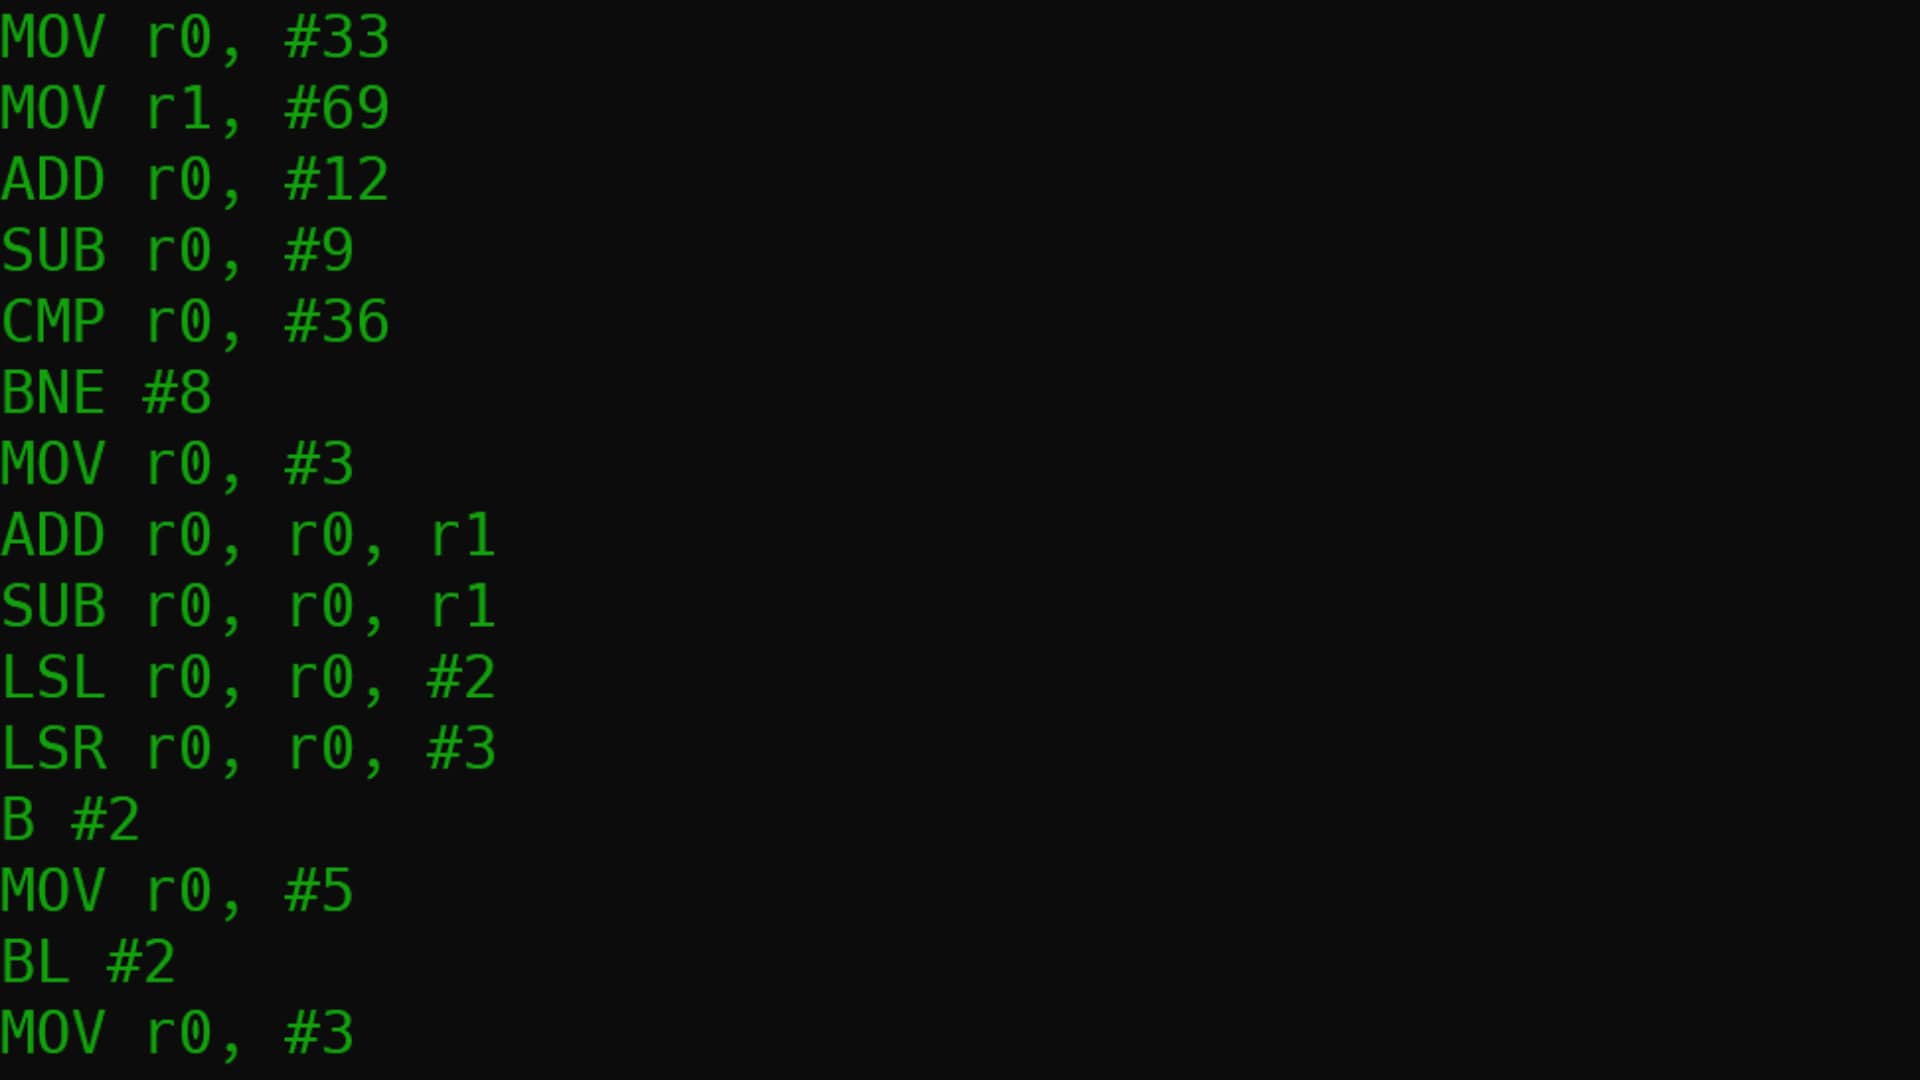 MOV r0, #33
MOV r1, #69
ADD r0, #12
SUB r0, #9
CMP r0, #36
BNE #8
MOV r0, #3
ADD r0, r0, r1
SUB r0, r0, r1
LSL r0, r0, #2
LSR r0, r0, #3
B #2
MOV r0, #5
BL #2
MOV r0, #3